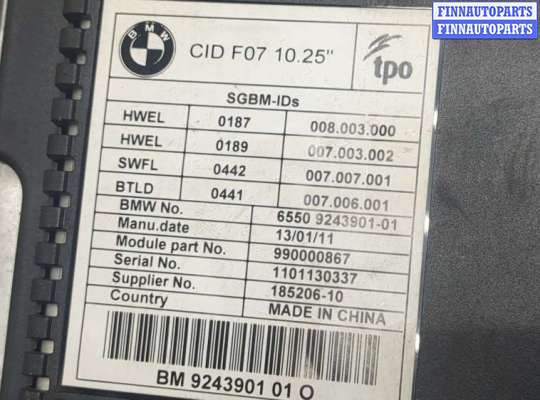 FINNAUTOPARTS
FINNAUTOPARTS
BMW CID F07 10.25" tpo
SGBM-IDs
HWEL 0187 008.003.000
HWEL 0189 007.003.002
SWFL 0442 007.007.001
BTLD 0441 007.006.001
BMW No. 6550 9243901-01
Manu.date 13/01/11
Module part No. 990000867
Serial No. 1101130337
Supplier No. 185206-10
Country MADE IN CHINA
BM 9243901 01 O